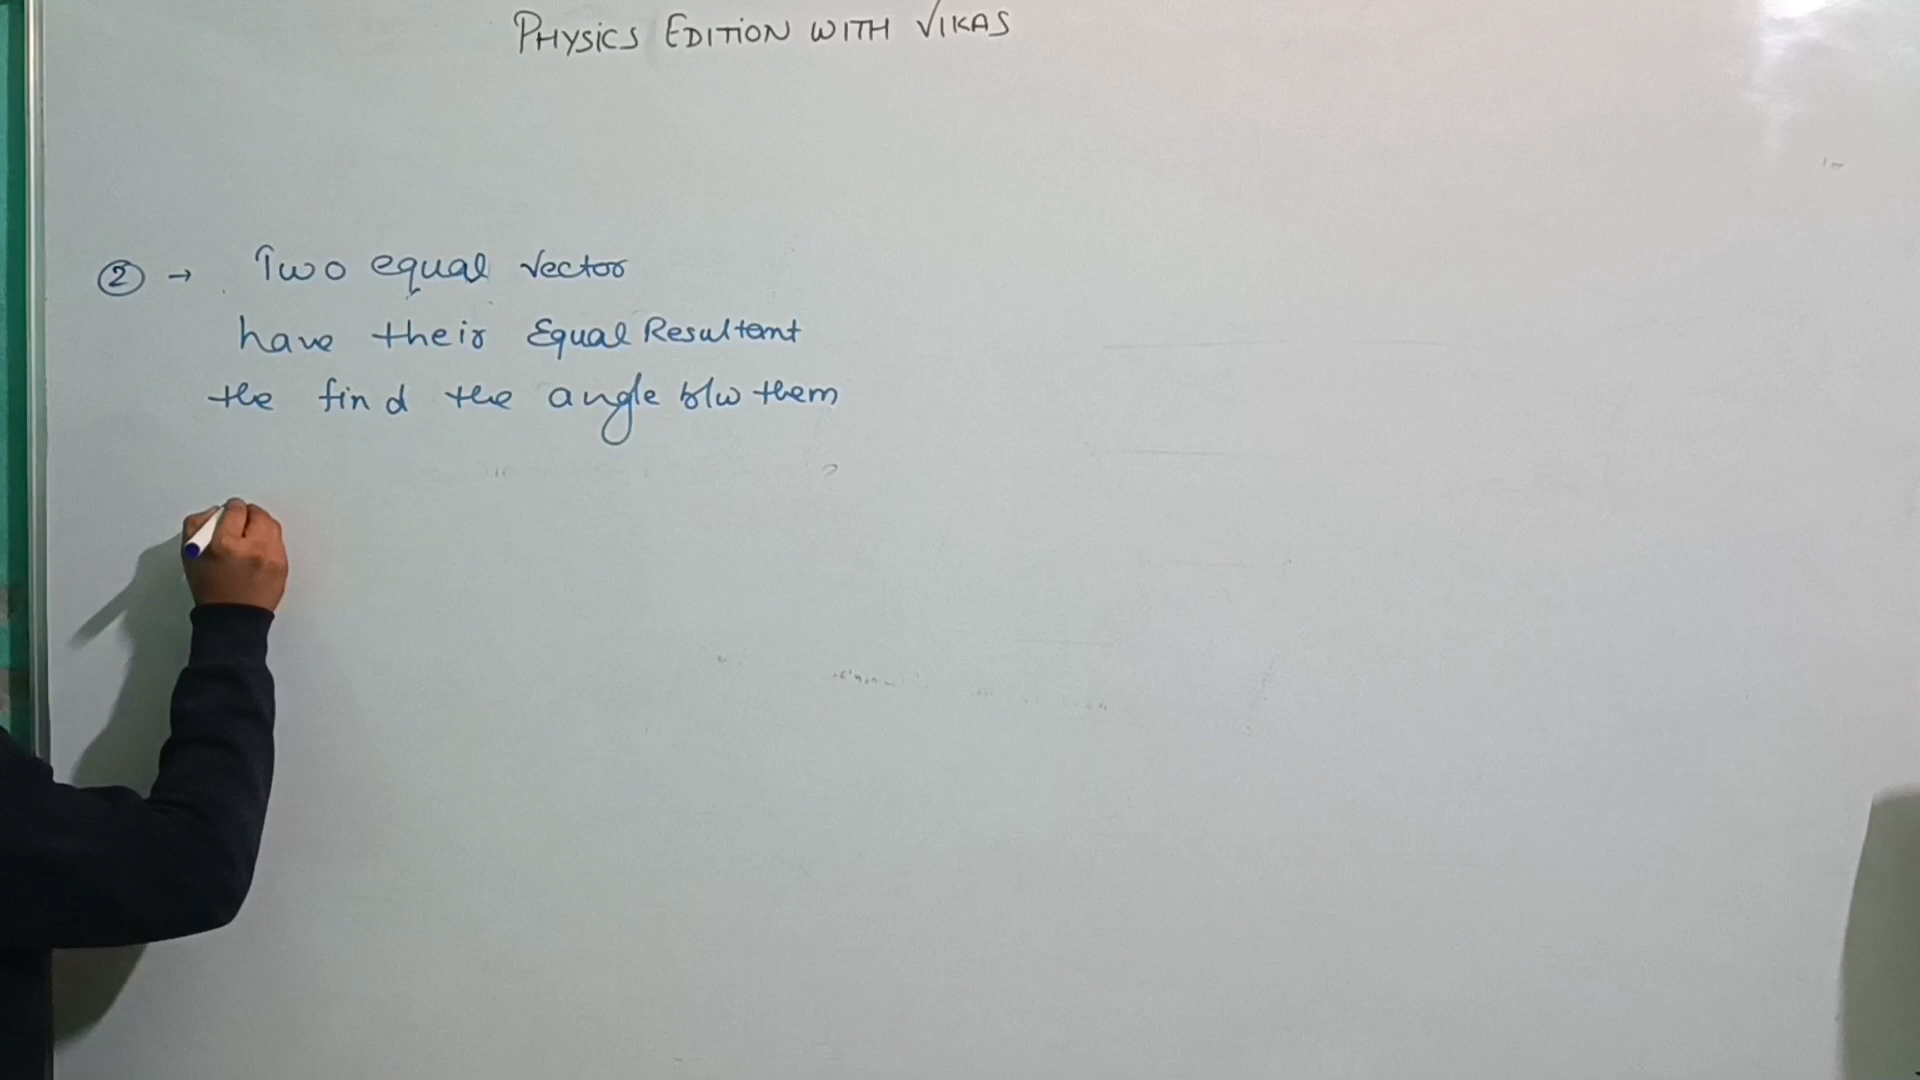 PHYSICS EDITION WITH VIKAS
② → Two equal vector
have their Equal Resultant
the find the angle b/w them